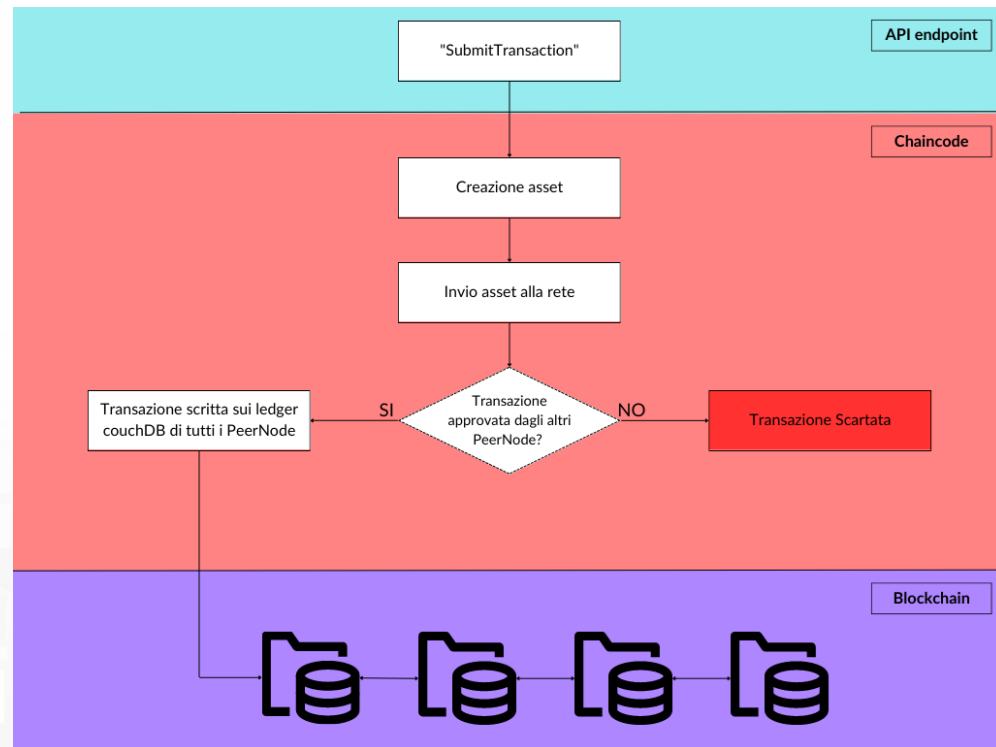 API endpoint
"SubmitTransaction"
Chaincode
Creazione asset
Invio asset alla rete
Transazione
approvata dagli altri
PeerNode?
SI
NO
Transazione scritta sui ledger
couchDB di tutti i PeerNode
Transazione Scartata
Blockchain